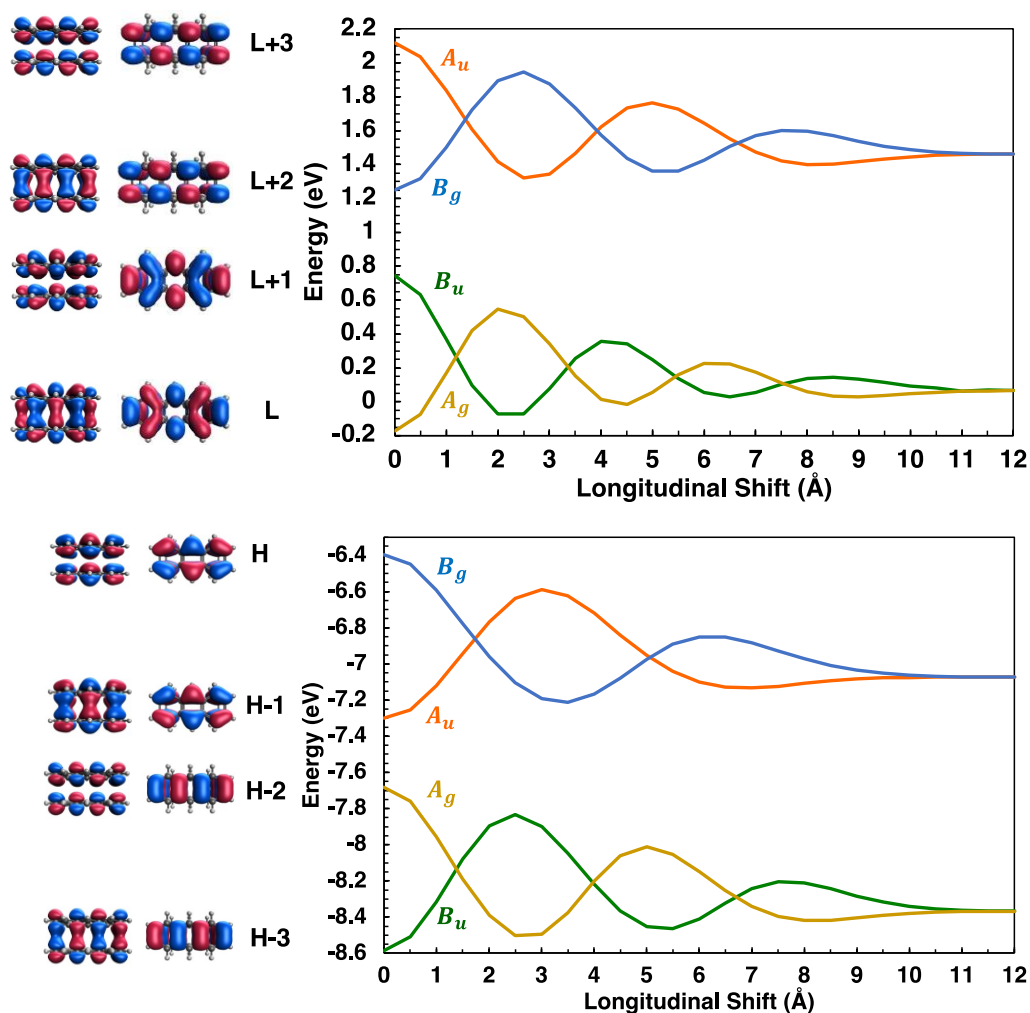 L+3
L+2
L+1
L
2.2
2
1.8
1.6
1.4
1.2
1
0.8
0.6
0.4
0.2
0
-0.2
Energy (eV)
A_u
B_g
B_u
A_g
0 1 2 3 4 5 6 7 8 9 10 11 12
Longitudinal Shift (Å)
H
H-1
H-2
H-3
-6.4
-6.6
-6.8
-7
-7.2
-7.4
-7.6
-7.8
-8
-8.2
-8.4
-8.6
Energy (eV)
B_g
A_u
A_g
B_u
0 1 2 3 4 5 6 7 8 9 10 11 12
Longitudinal Shift (Å)